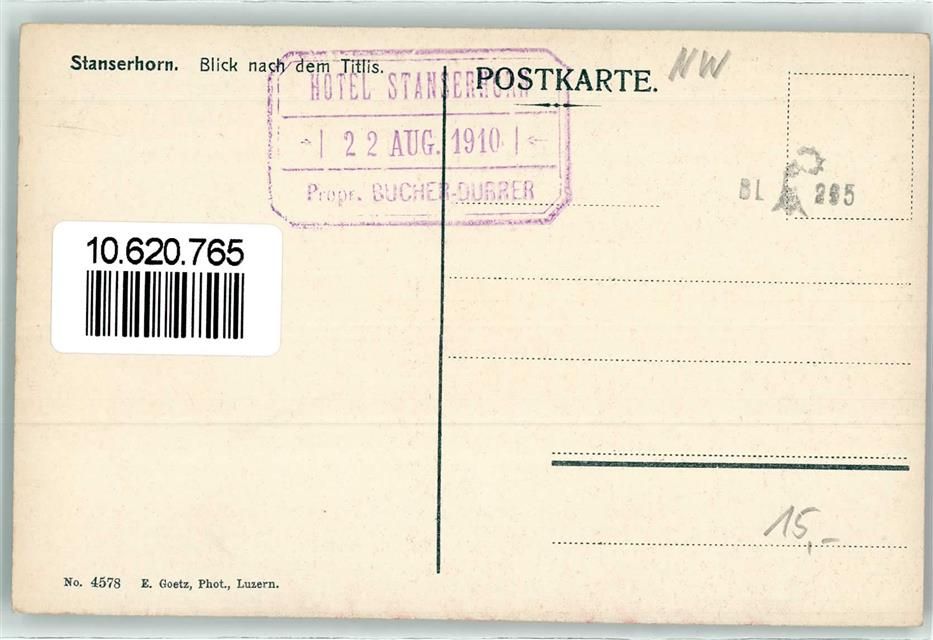 Stanserhorn. Blick nach dem Titlis.
POSTKARTE.
NW
HOTEL STANSERHORN
22 AUG. 1910
Propr. BUCHER-DURRER
BL 295
10.620.765
15,-
No. 4578 E. Goetz, Phot., Luzern.